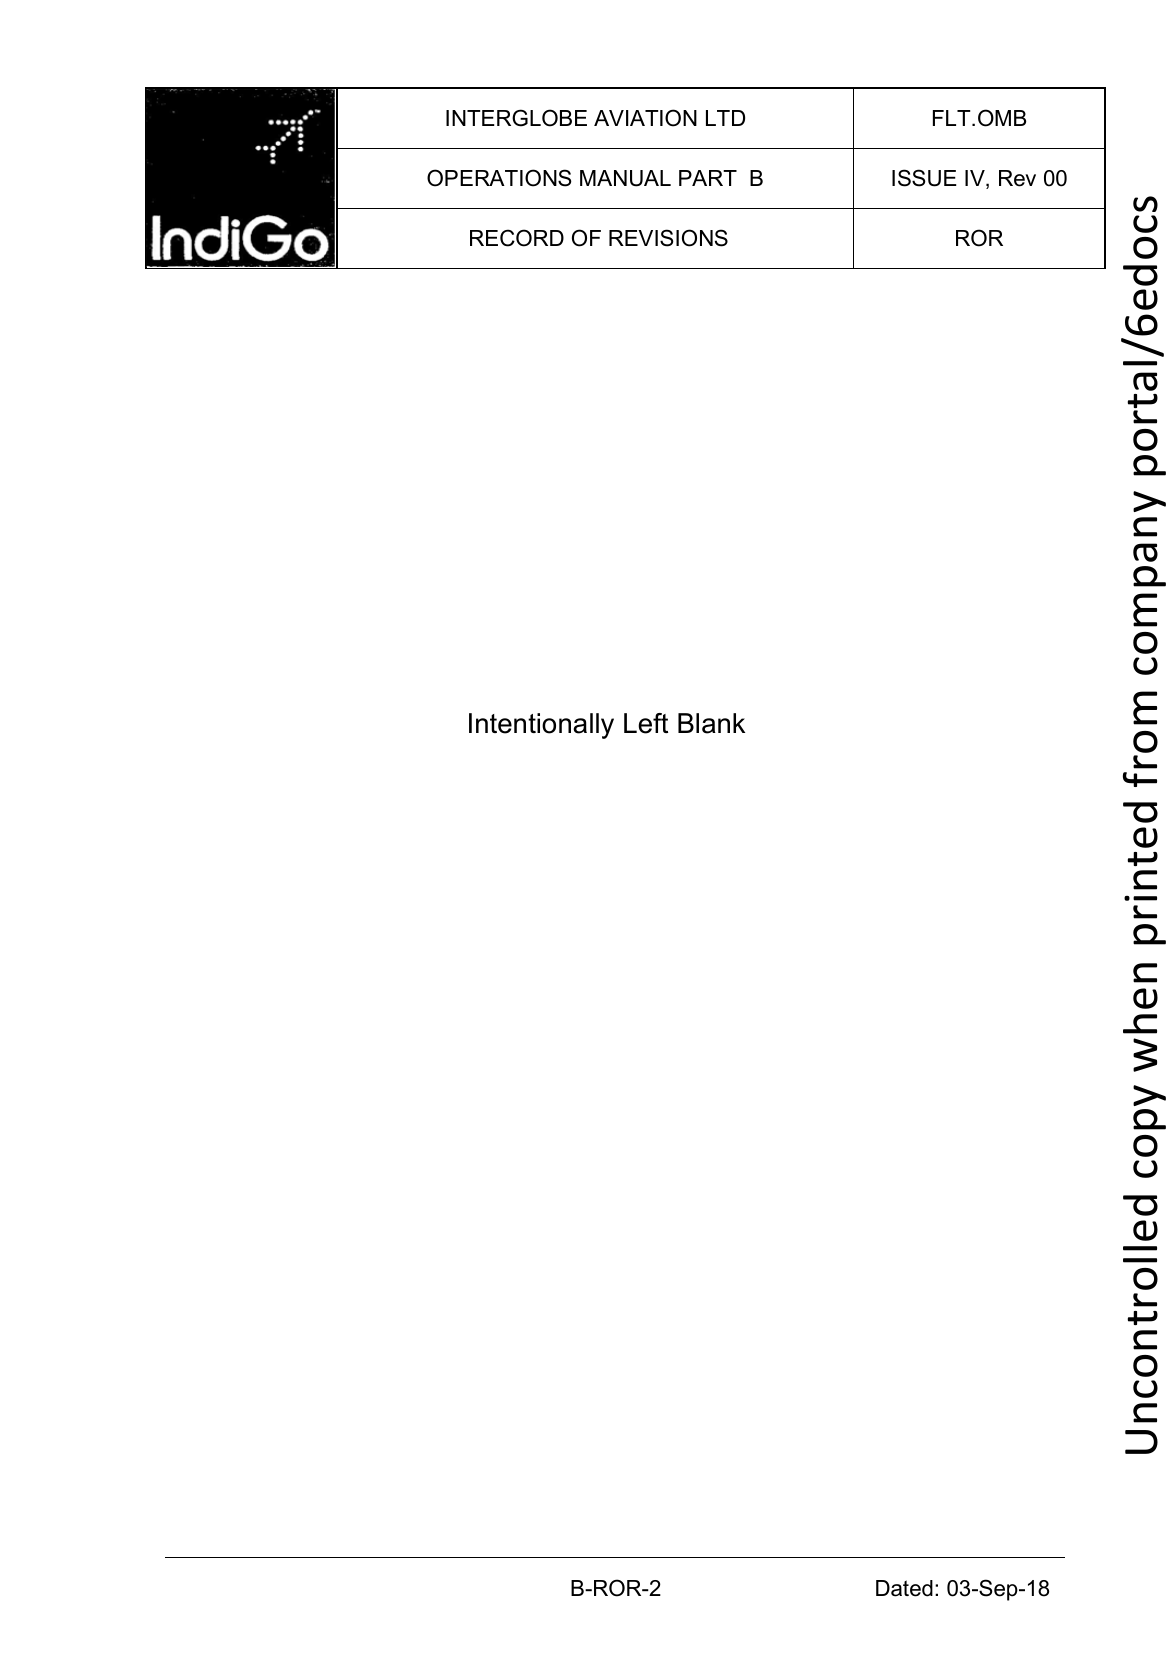 IndiGo
INTERGLOBE AVIATION LTD
FLT.OMB
OPERATIONS MANUAL PART B
ISSUE IV, Rev 00
RECORD OF REVISIONS
ROR
Intentionally Left Blank
Uncontrolled copy when printed from company portal/6edocs
B-ROR-2
Dated: 03-Sep-18